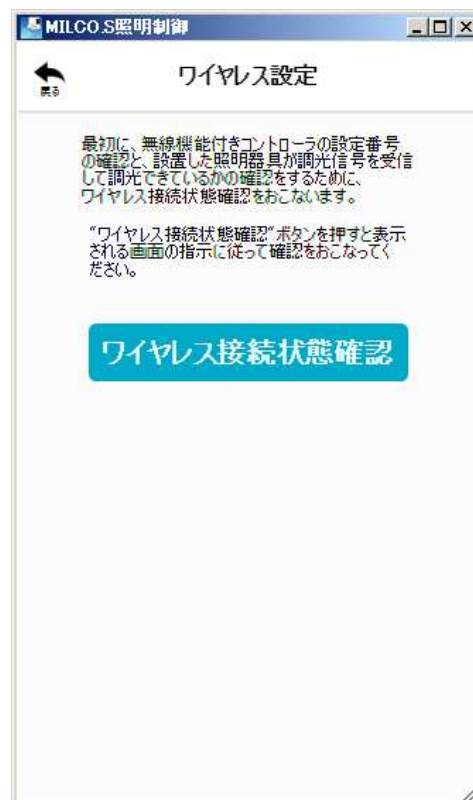 MILCO.S照明制御
戻る
ワイヤレス設定
最初に、無線機能付きコントローラの設定番号
の確認と、設置した照明器具が調光信号を受信
して調光できているかの確認をするために、
ワイヤレス接続状態確認をおこないます。
“ワイヤレス接続状態確認”ボタンを押すと表示
される画面の指示に従って確認をおこなってく
ださい。
ワイヤレス接続状態確認